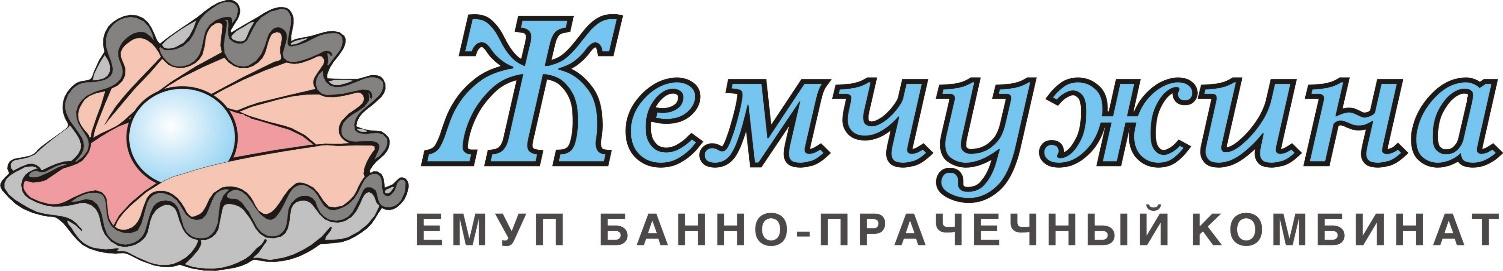 Жемчужина
ЕМУП БАННО-ПРАЧЕЧНЫЙ КОМБИНАТ